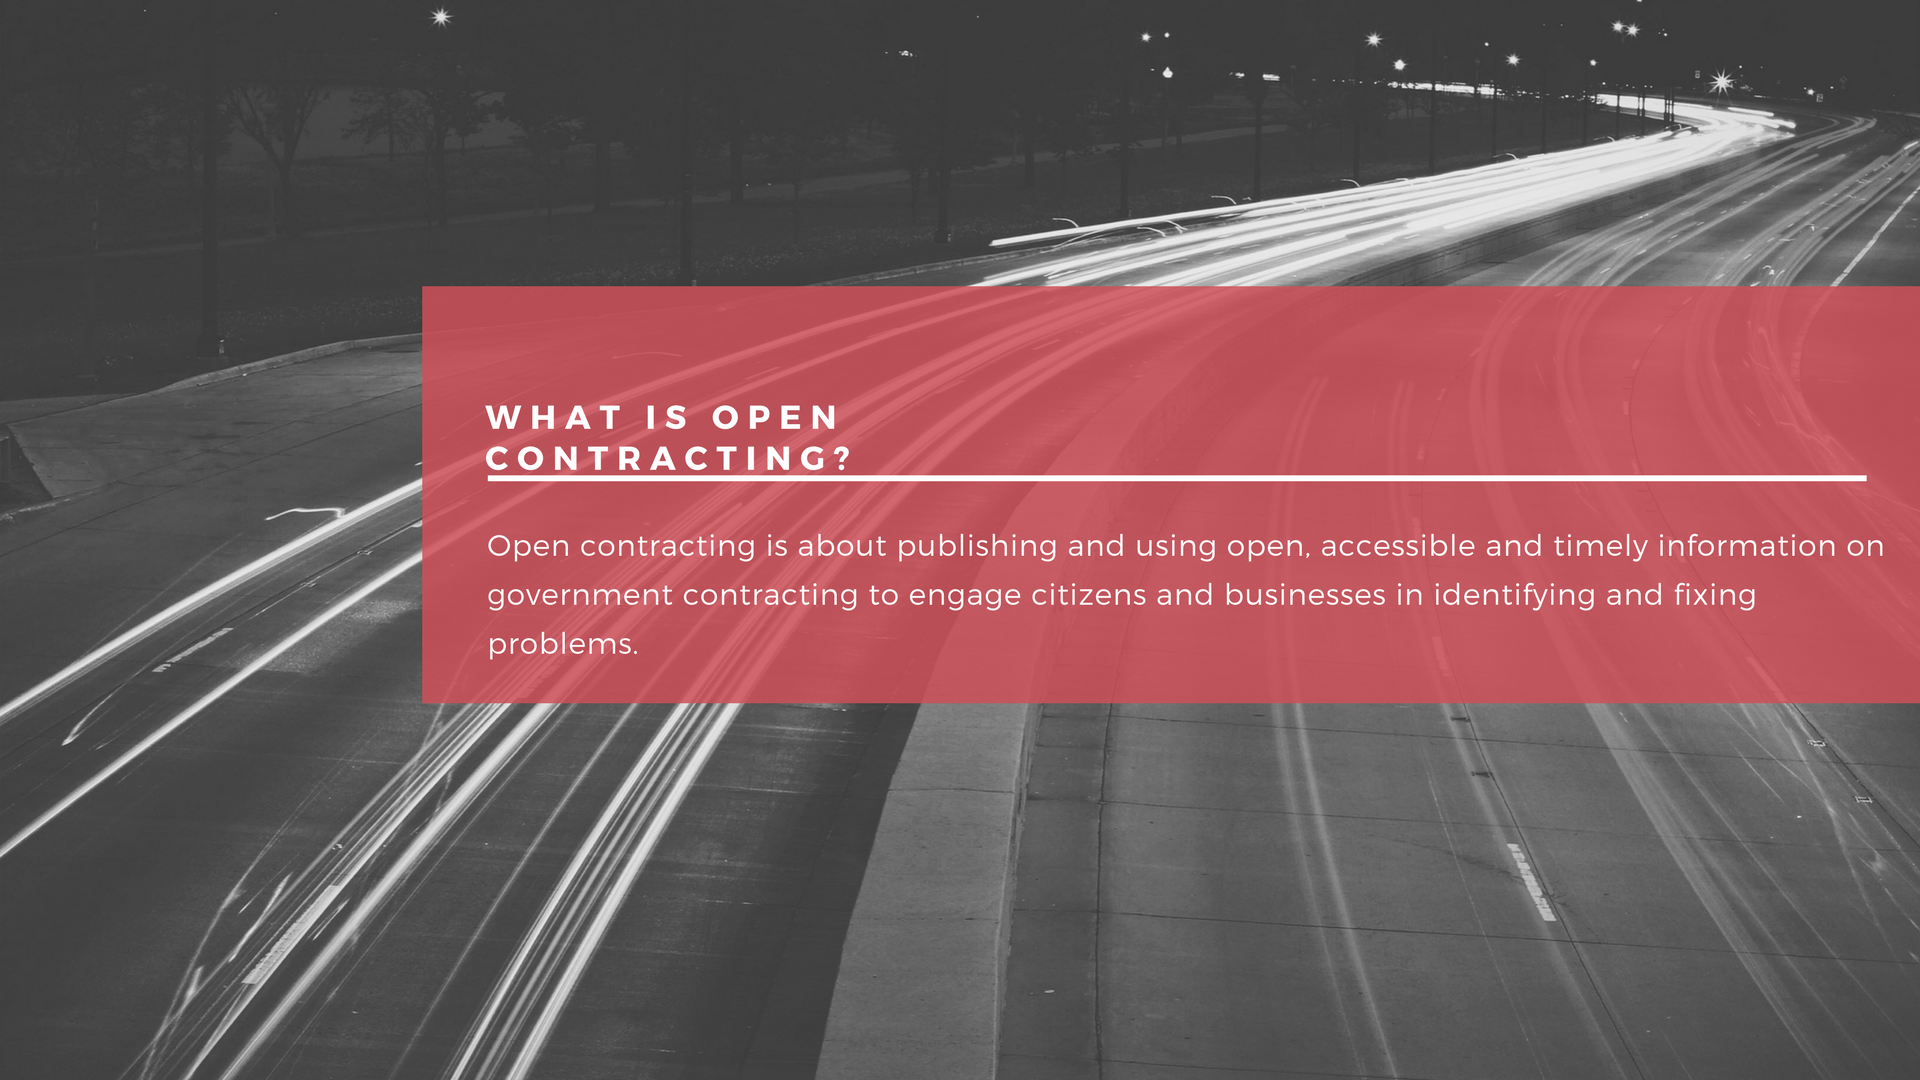 WHAT IS OPEN
CONTRACTING?
Open contracting is about publishing and using open, accessible and timely information on
government contracting to engage citizens and businesses in identifying and fixing
problems.